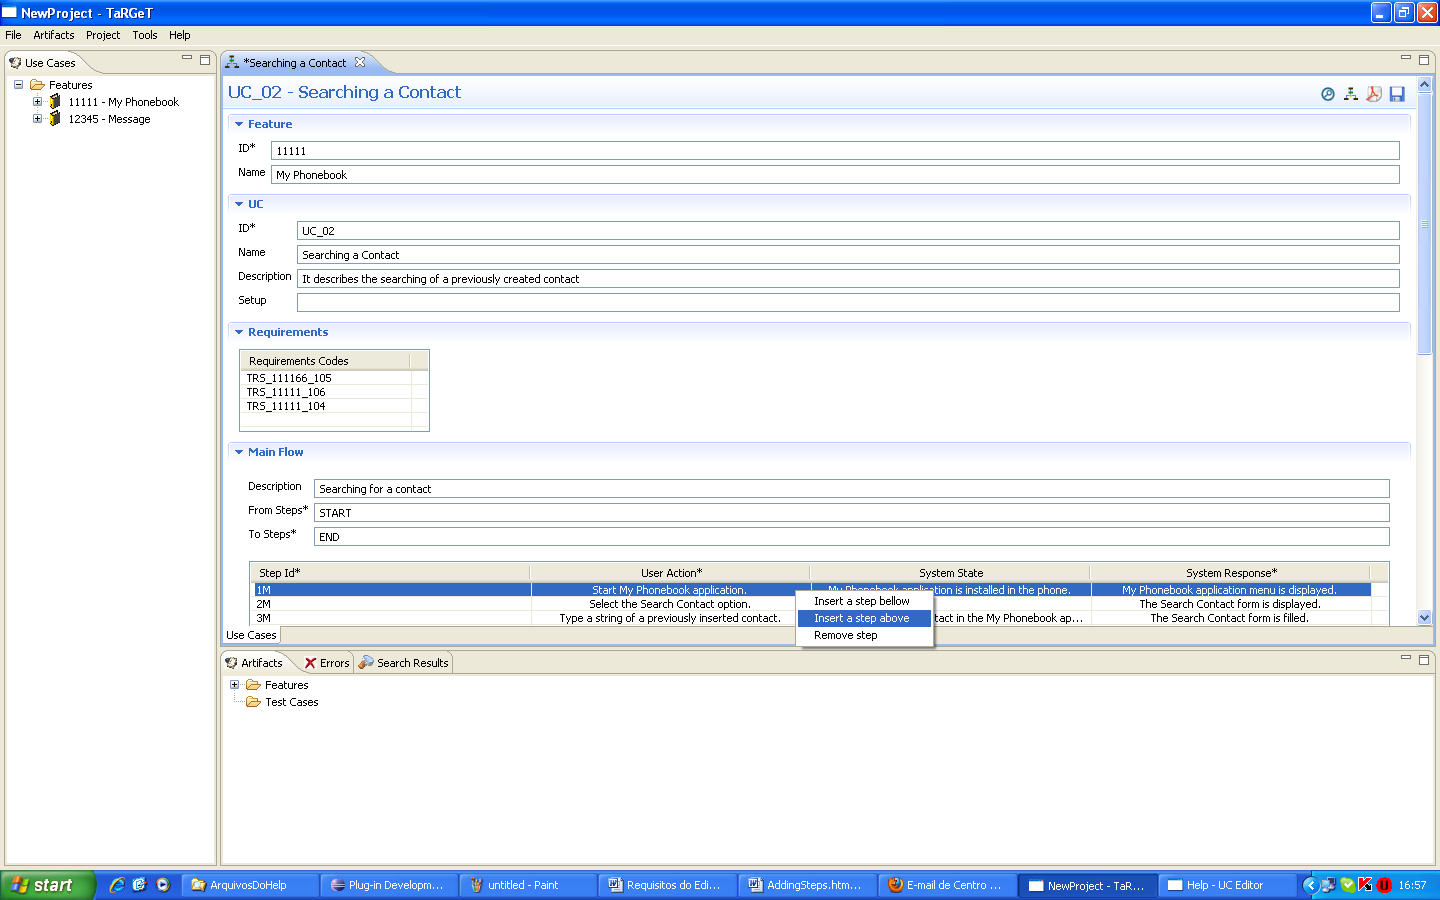 NewProject - TaRGeT
File Artifacts Project Tools Help
Use Cases
Features
11111 - My Phonebook
12345 - Message
*Searching a Contact
UC_02 - Searching a Contact
Feature
ID* 11111
Name My Phonebook
UC
ID* UC_02
Name Searching a Contact
Description It describes the searching of a previously created contact
Setup
Requirements
Requirements Codes
TRS_111166_105
TRS_11111_106
TRS_11111_104
Main Flow
Description Searching for a contact
From Steps* START
To Steps* END
Step Id* User Action* System State System Response*
1M Start My Phonebook application. My Phonebook application is installed in the phone. My Phonebook application menu is displayed.
2M Select the Search Contact option. The Search Contact form is displayed.
3M Type a string of a previously inserted contact. tact in the My Phonebook ap... The Search Contact form is filled.
Insert a step bellow
Insert a step above
Remove step
Use Cases
Artifacts Errors Search Results
Features
Test Cases
start ArquivosDoHelp Plug-in Developm... untitled - Paint Requisitos do Edi... AddingSteps.htm... E-mail de Centro ... NewProject - TaR... Help - UC Editor 16:57